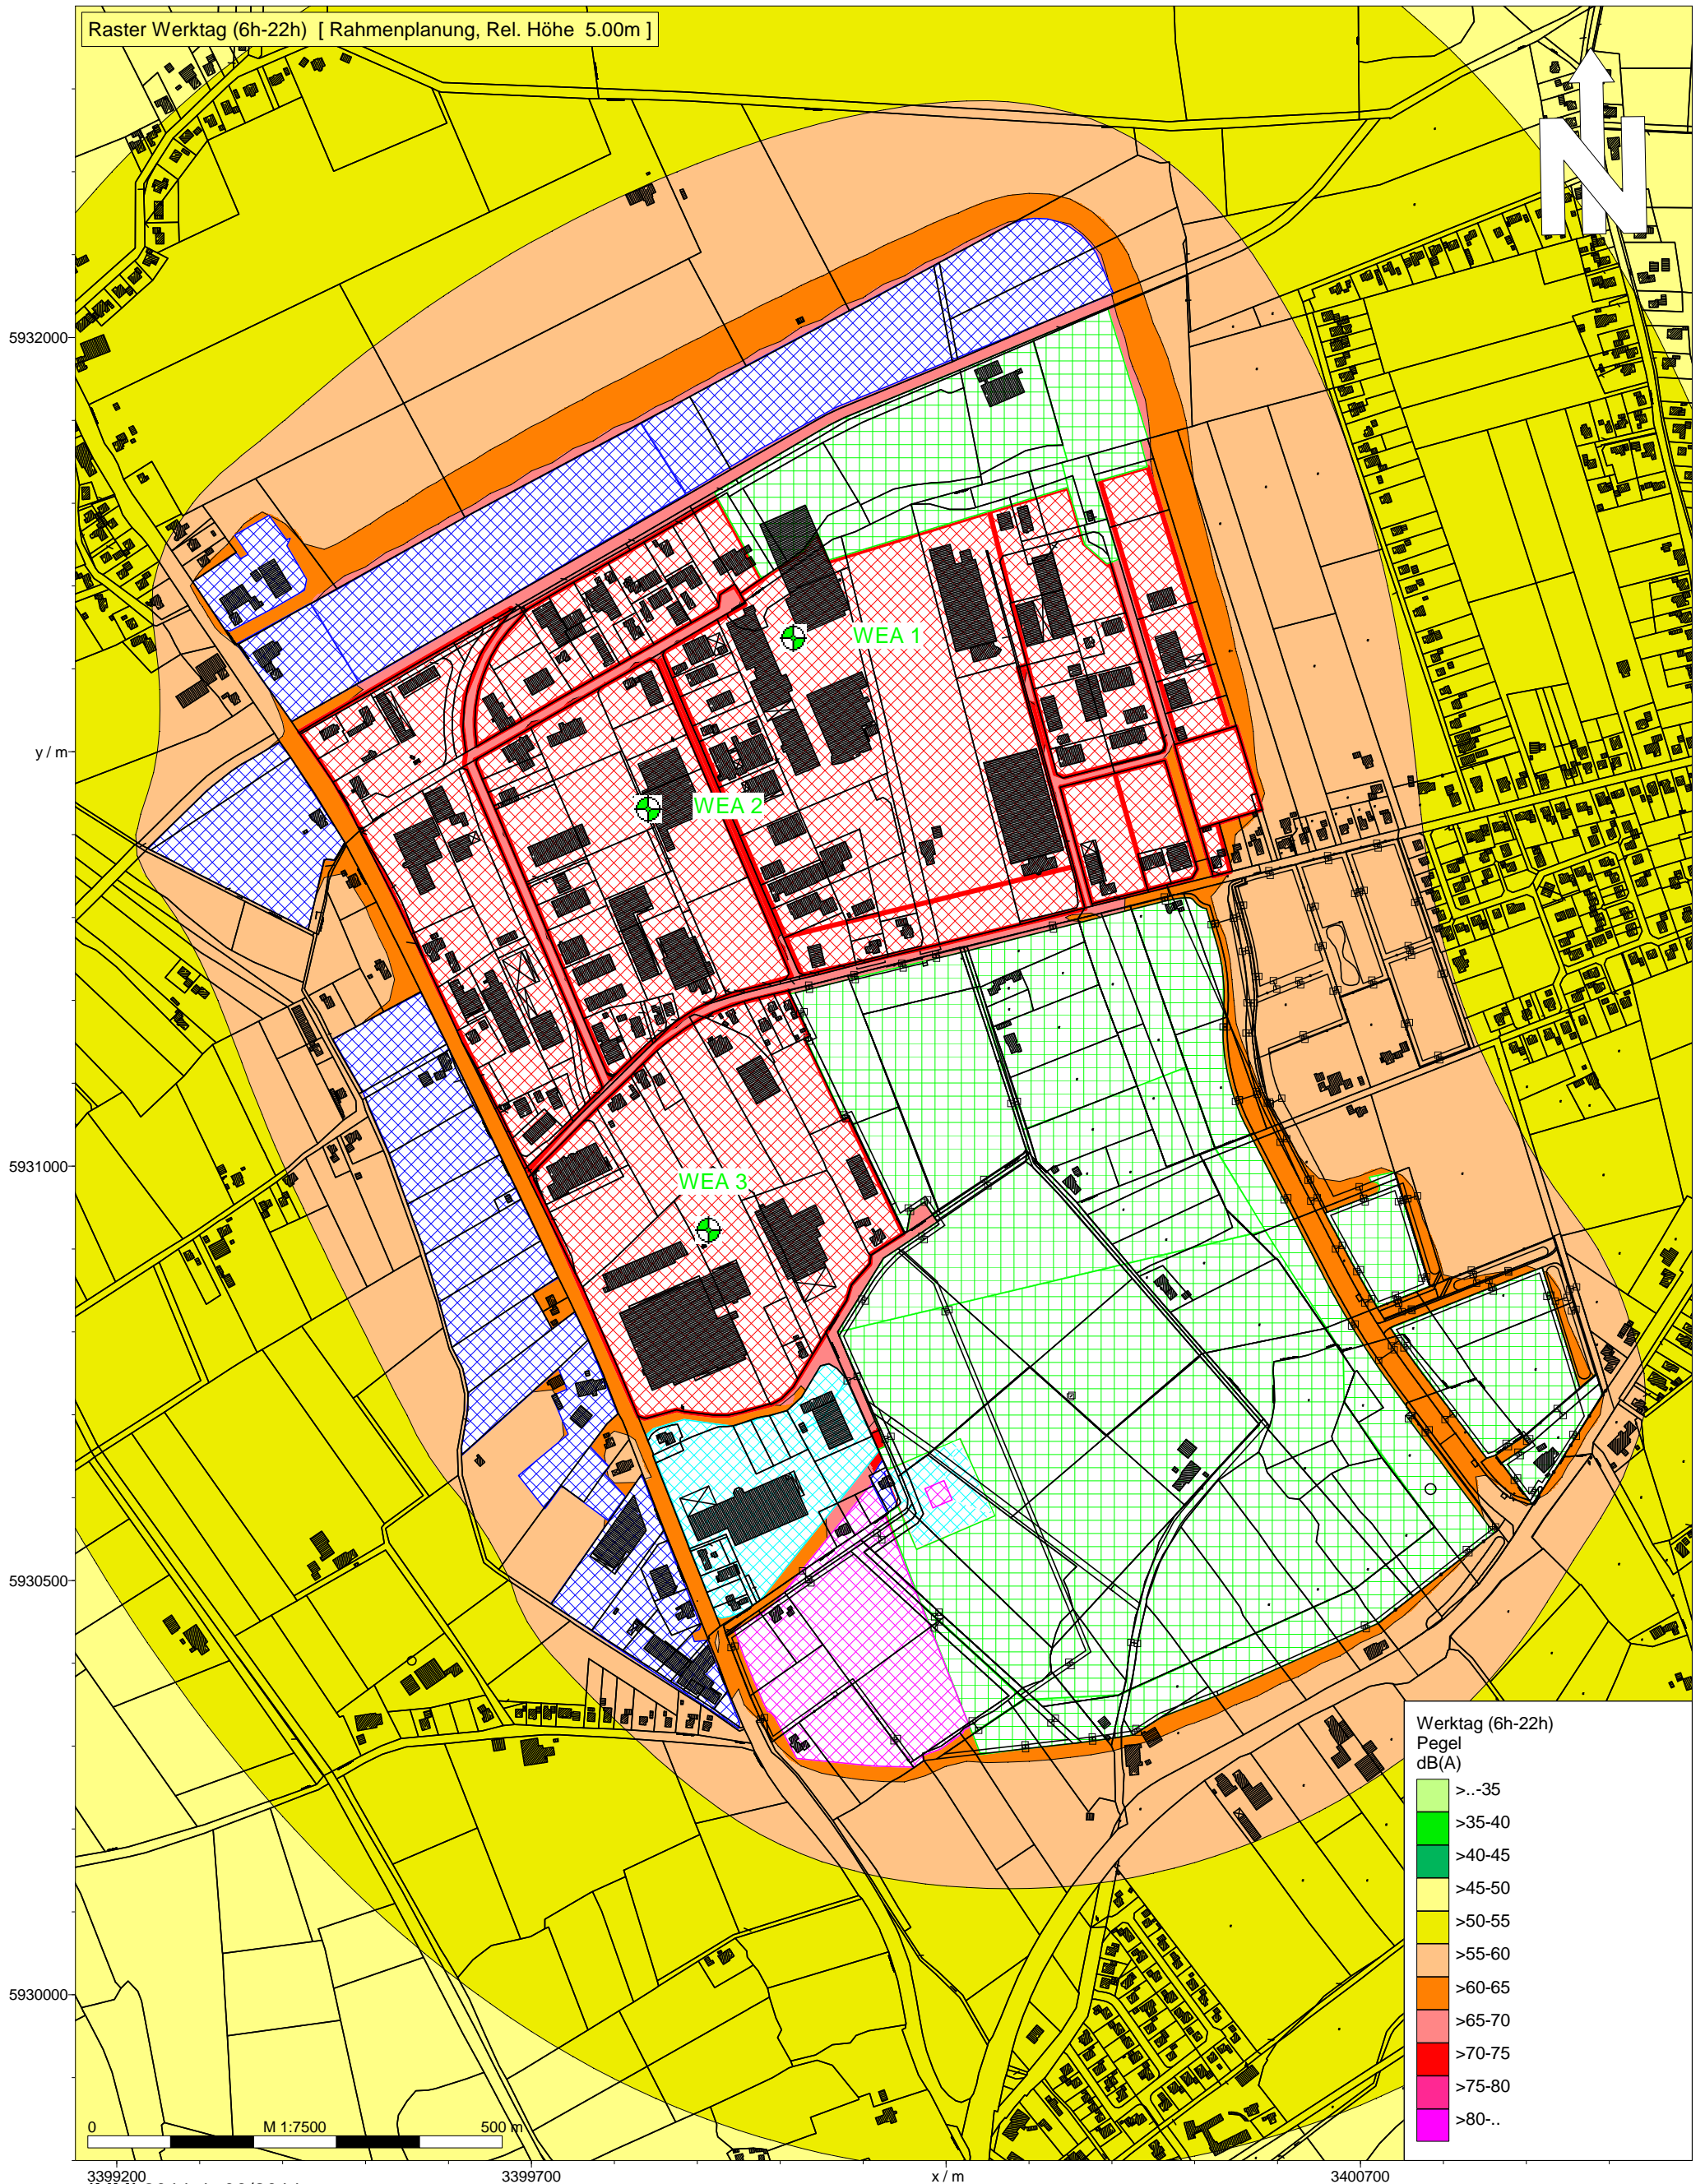 Raster Werktag (6h-22h) [ Rahmenplanung, Rel. Höhe 5.00m ]
N
5932000
y / m
5931000
5930500
5930000
WEA 1
WEA 2
WEA 3
Werktag (6h-22h)
Pegel
dB(A)
>..-35
>35-40
>40-45
>45-50
>50-55
>55-60
>60-65
>65-70
>70-75
>75-80
>80-..
0 M 1:7500 500 m
3399200 3399700 x / m 3400700